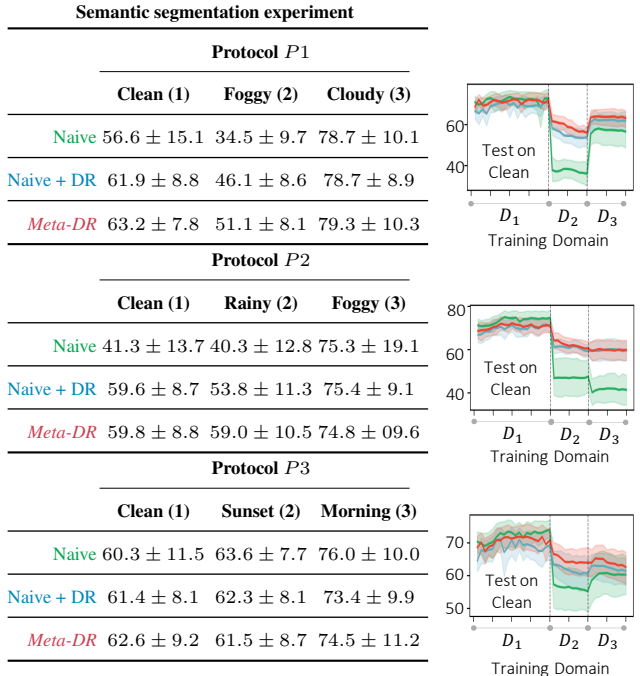 Semantic segmentation experiment
Protocol P1
Clean (1) Foggy (2) Cloudy (3)
Naive 56.6 ± 15.1 34.5 ± 9.7 78.7 ± 10.1
Naive + DR 61.9 ± 8.8 46.1 ± 8.6 78.7 ± 8.9
Meta-DR 63.2 ± 7.8 51.1 ± 8.1 79.3 ± 10.3
60
40
Test on
Clean
D1 D2 D3
Training Domain
Protocol P2
Clean (1) Rainy (2) Foggy (3)
Naive 41.3 ± 13.7 40.3 ± 12.8 75.3 ± 19.1
Naive + DR 59.6 ± 8.7 53.8 ± 11.3 75.4 ± 9.1
Meta-DR 59.8 ± 8.8 59.0 ± 10.5 74.8 ± 09.6
80
60
40
Test on
Clean
D1 D2 D3
Training Domain
Protocol P3
Clean (1) Sunset (2) Morning (3)
Naive 60.3 ± 11.5 63.6 ± 7.7 76.0 ± 10.0
Naive + DR 61.4 ± 8.1 62.3 ± 8.1 73.4 ± 9.9
Meta-DR 62.6 ± 9.2 61.5 ± 8.7 74.5 ± 11.2
70
60
50
Test on
Clean
D1 D2 D3
Training Domain